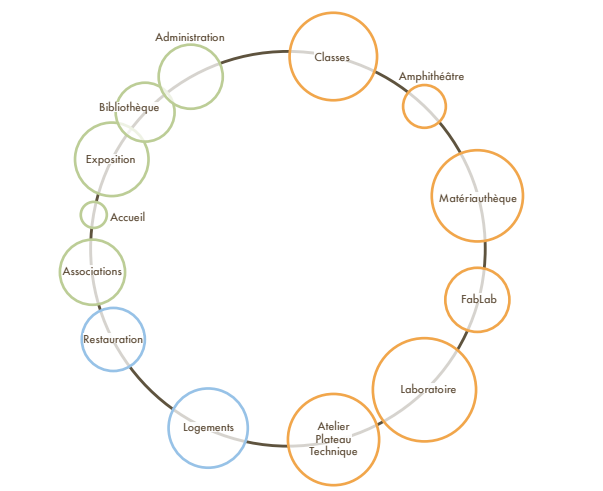 Administration
Classes
Amphithéâtre
Bibliothèque
Exposition
Matériauthèque
Accueil
Associations
FabLab
Restauration
Laboratoire
Logements
Atelier
Plateau
Technique